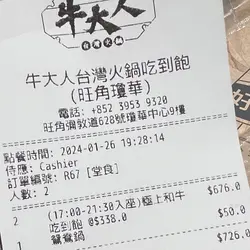 牛大人
台灣火鍋
牛大人台灣火鍋吃到飽
(旺角瓊華)
電話: +852 3953 9320
旺角彌敦道628號瓊華中心9樓
點餐時間: 2024-01-26 19:28:14
侍應: Cashier
訂單編號: R67 [堂食]
人數: 2
2 (17:00-21:30入座)極上和牛 $676.0
吃到飽 @$338.0
鴛鴦鍋 $50.0
$726.0